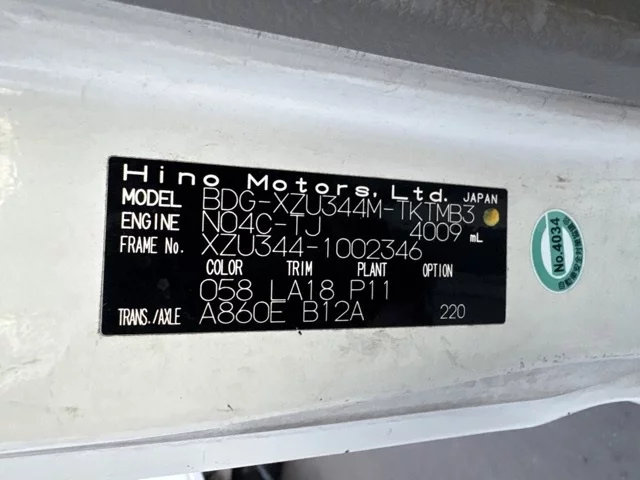 Hino Motors, Ltd. JAPAN
MODEL BDG-XZU344M-TKTMB3
ENGINE N04C-TJ 4009 mL
FRAME No. XZU344-1002346
COLOR TRIM PLANT OPTION
058 LA18 P11
TRANS./AXLE A860E B12A 220
No.4034